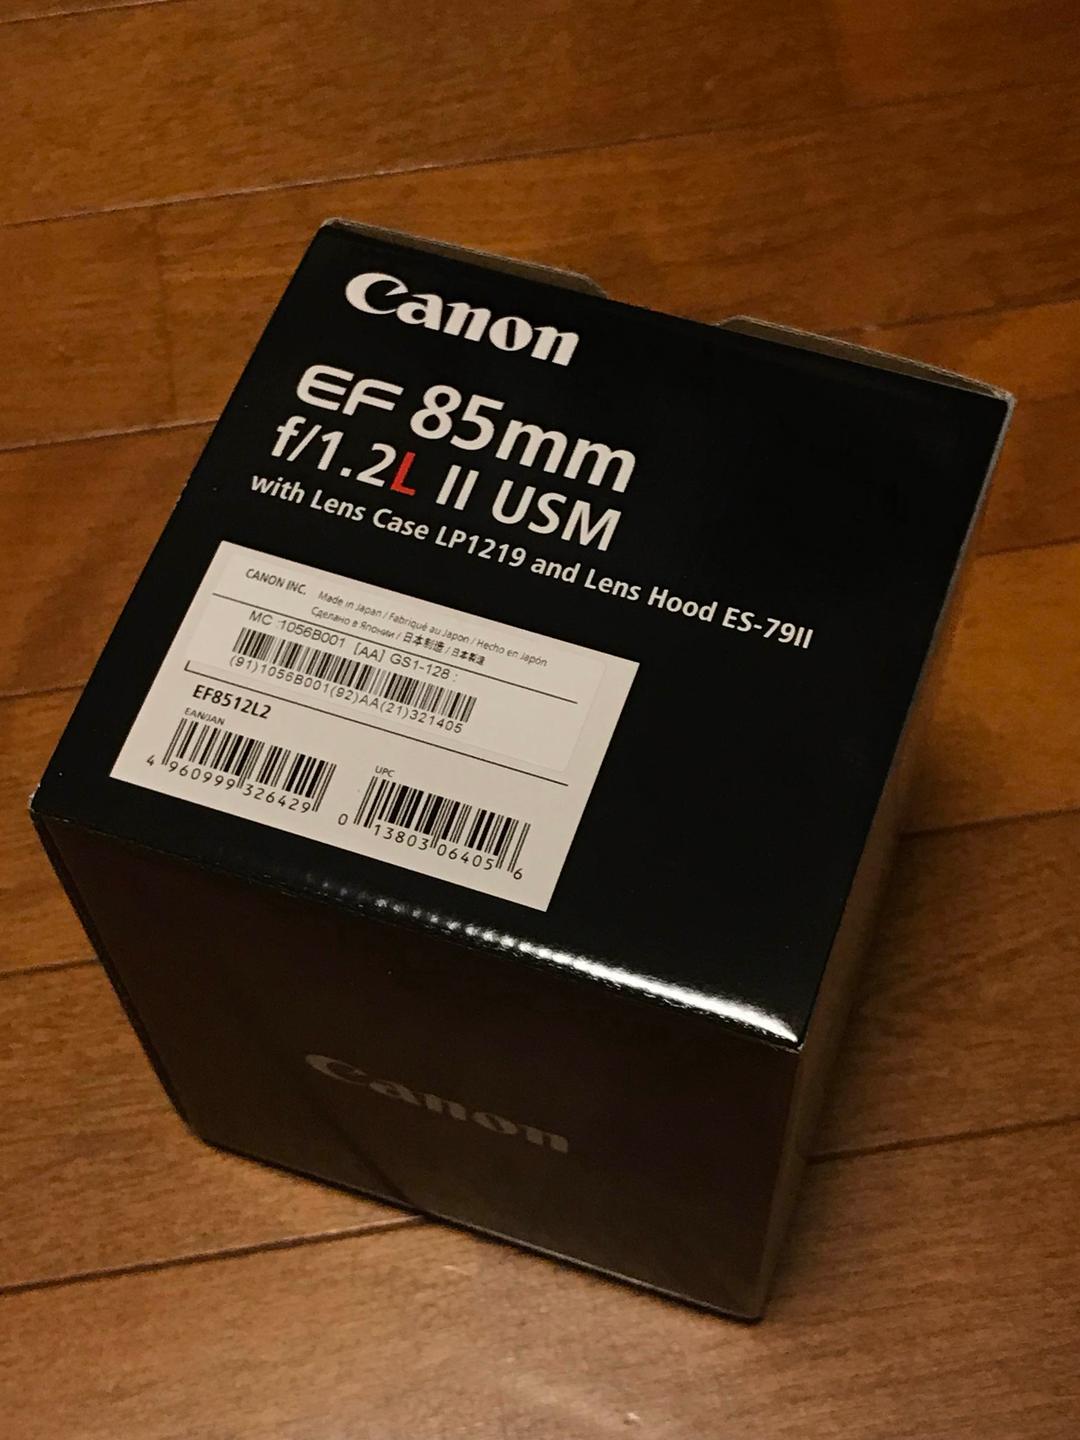 Canon
EF 85mm
f/1.2L II USM
with Lens Case LP1219 and Lens Hood ES-79II
CANON INC. Made in Japan / Fabriqué au Japon / Hecho en Japón
Сделано в Японии / 日本制造 / 日本製造
MC 1056B001 [AA] GS1-128 :
(91)1056B001(92)AA(21)321405
EF8512L2
EAN/JAN
4 960999 326429
UPC
0 13803 06405 6
Canon